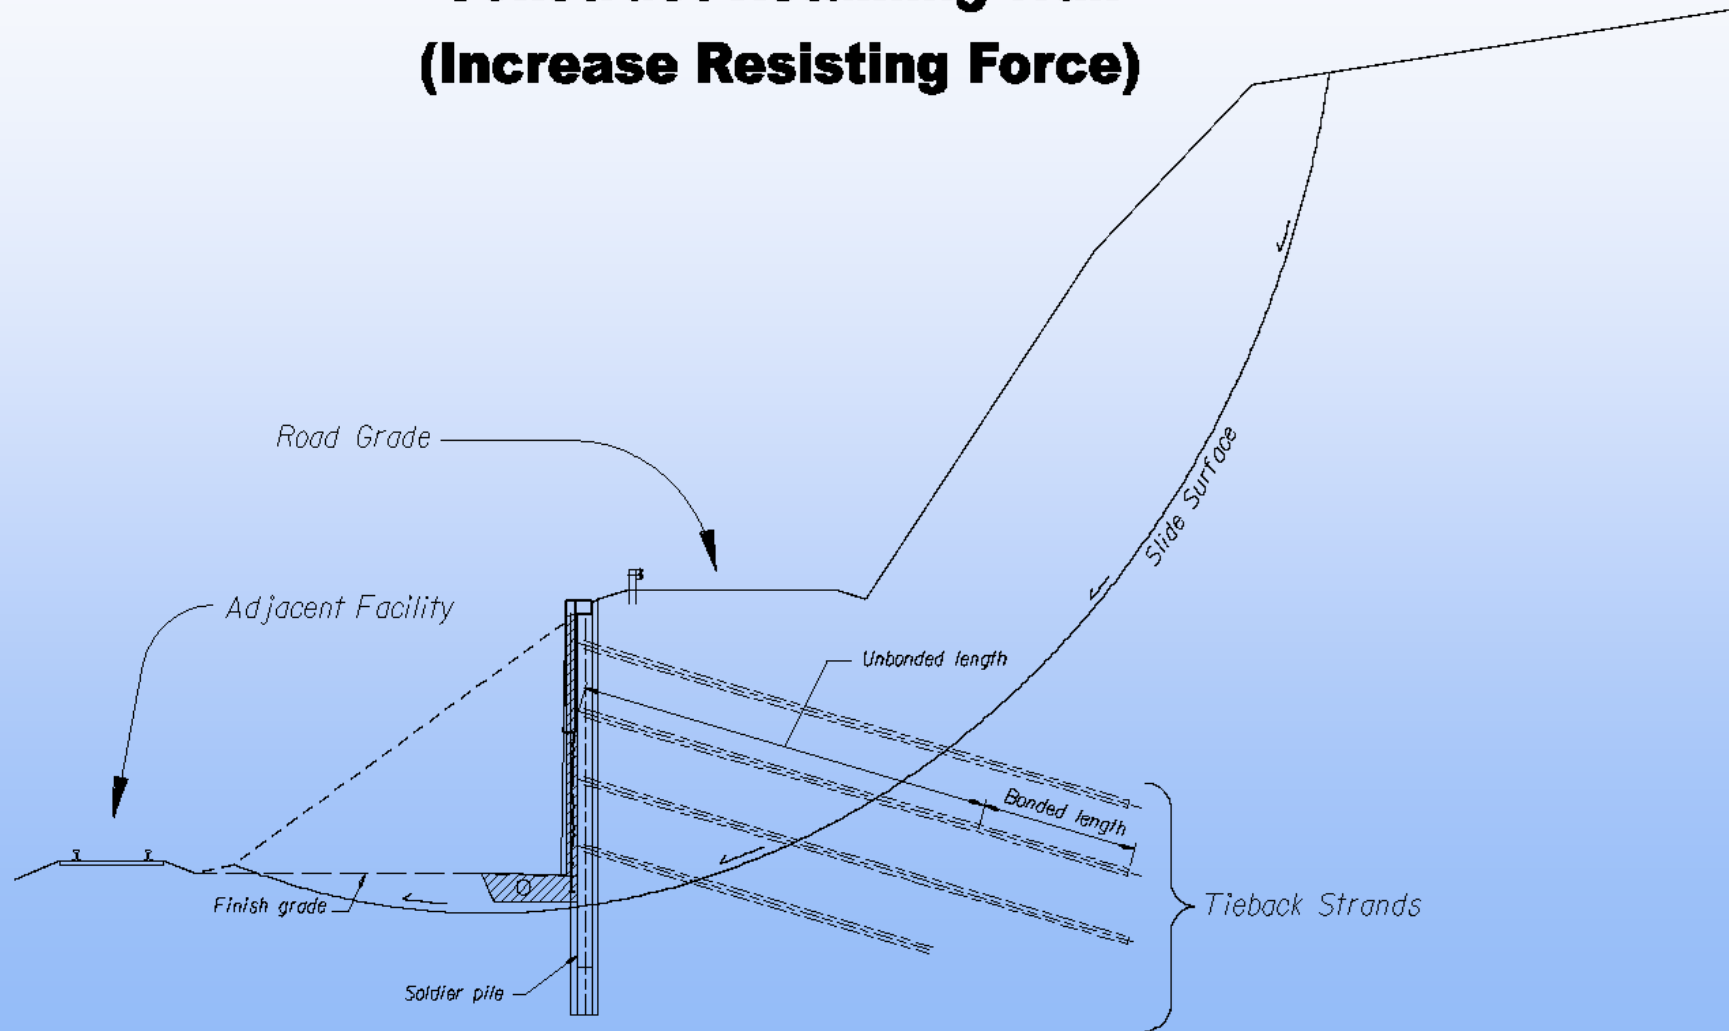 (Increase Resisting Force)
Road Grade
Slide Surface
Adjacent Facility
Unbonded length
Bonded length
Tieback Strands
Finish grade
Soldier pile